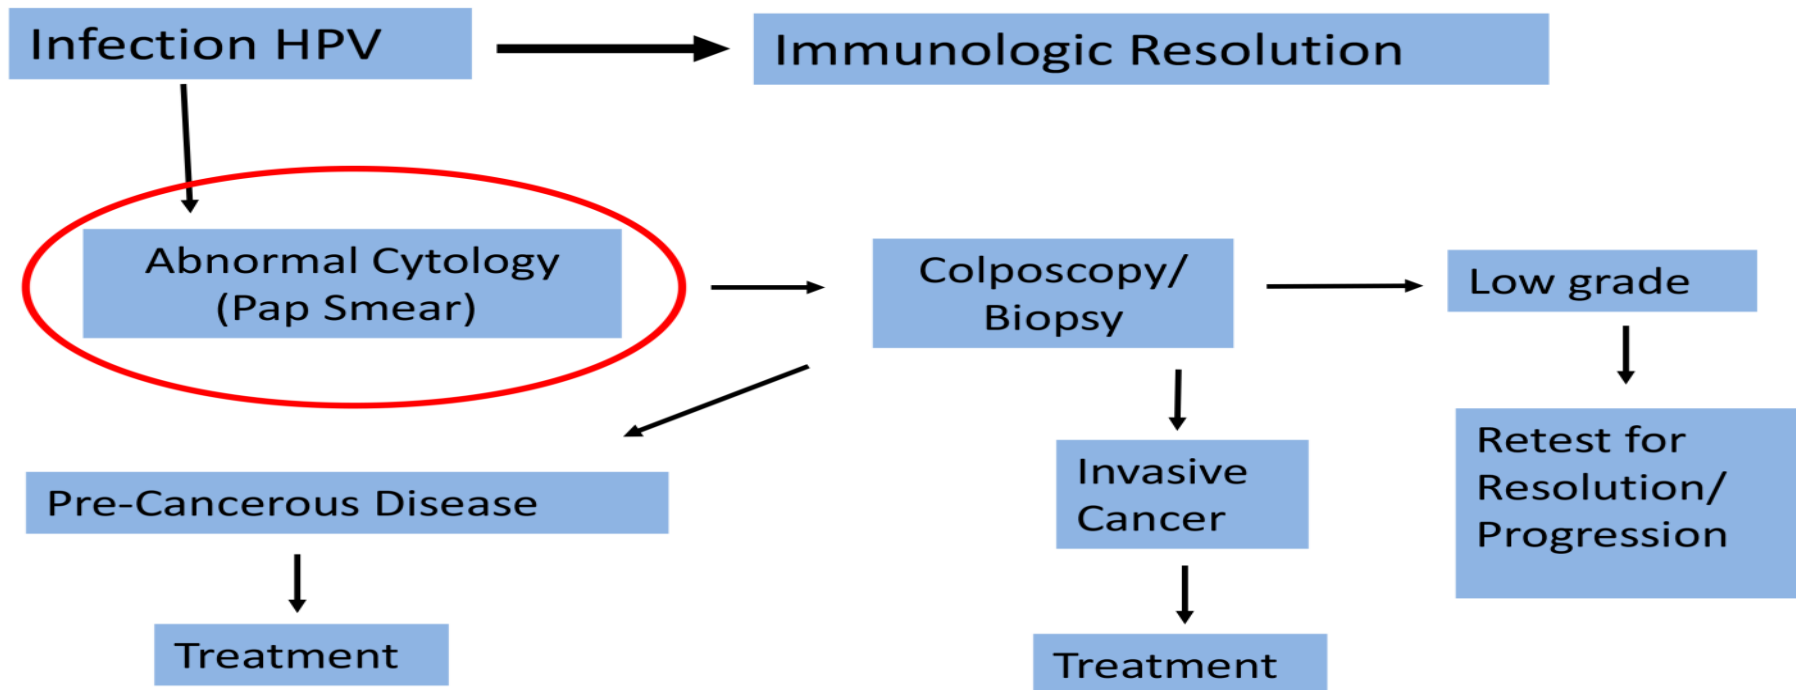 Infection HPV
Immunologic Resolution
Abnormal Cytology
(Pap Smear)
Colposcopy/
Biopsy
Low grade
Pre-Cancerous Disease
Invasive
Cancer
Retest for
Resolution/
Progression
Treatment
Treatment